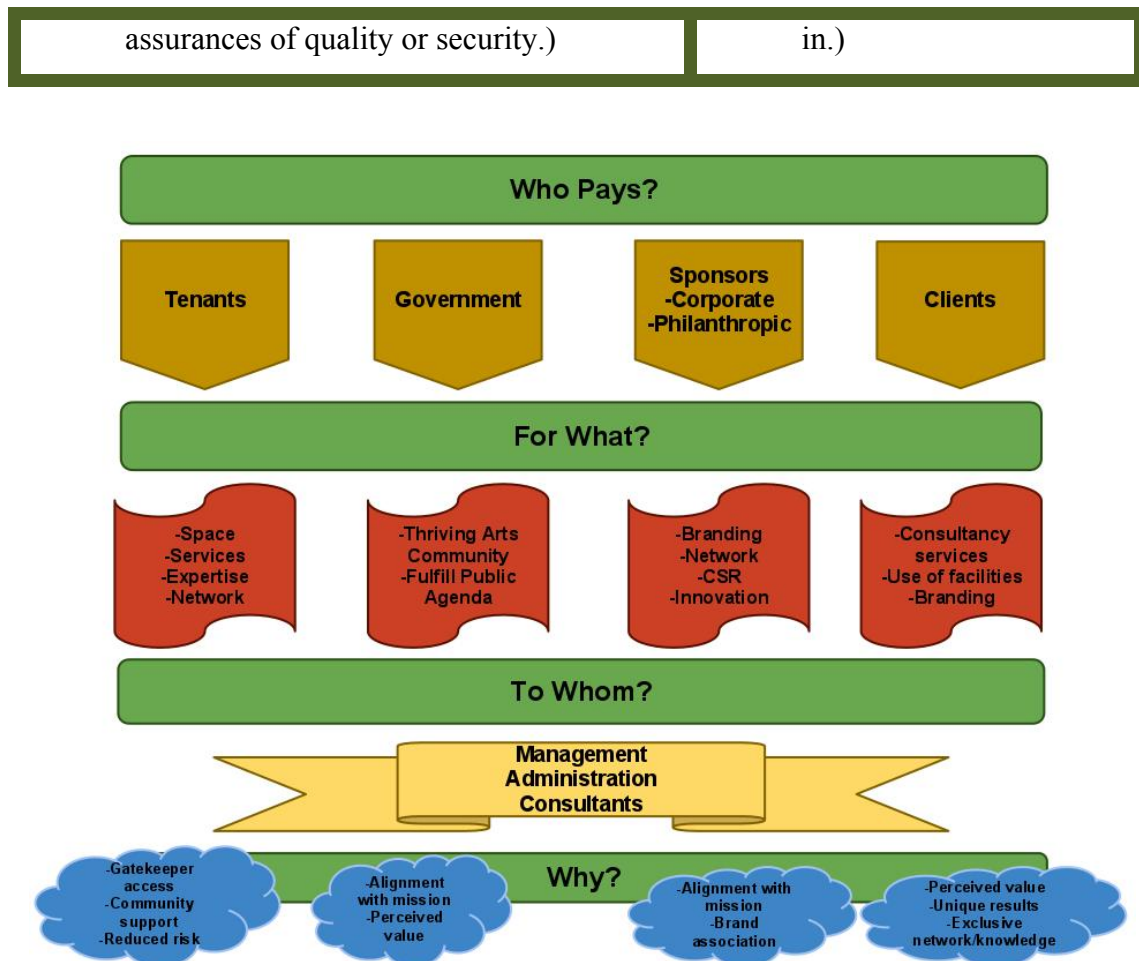 assurances of quality or security.)
in.)
Who Pays?
Tenants
Government
Sponsors
-Corporate
-Philanthropic
Clients
For What?
-Space
-Services
-Expertise
-Network
-Thriving Arts
Community
-Fulfill Public
Agenda
-Branding
-Network
-CSR
-Innovation
-Consultancy
services
-Use of facilities
-Branding
To Whom?
Management
Administration
Consultants
Why?
-Gatekeeper
access
-Community
support
-Reduced risk
-Alignment
with mission
-Perceived
value
-Alignment with
mission
-Brand
association
-Perceived value
-Unique results
-Exclusive
network/knowledge